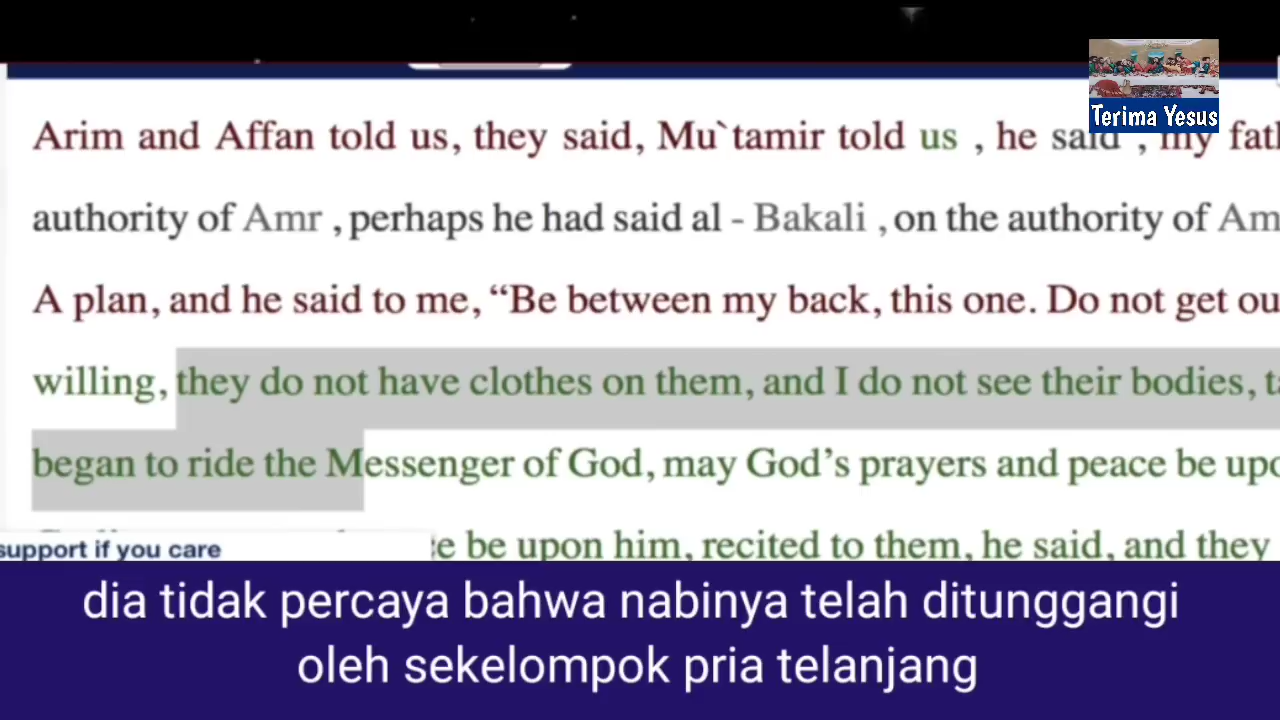 Terima Yesus
Arim and Affan told us, they said, Mu`tamir told us , he said , my fath
authority of Amr , perhaps he had said al - Bakali , on the authority of Am
A plan, and he said to me, “Be between my back, this one. Do not get ou
willing, they do not have clothes on them, and I do not see their bodies, ta
began to ride the Messenger of God, may God’s prayers and peace be upo
be upon him, recited to them, he said, and they
support if you care
dia tidak percaya bahwa nabinya telah ditunggangi
oleh sekelompok pria telanjang